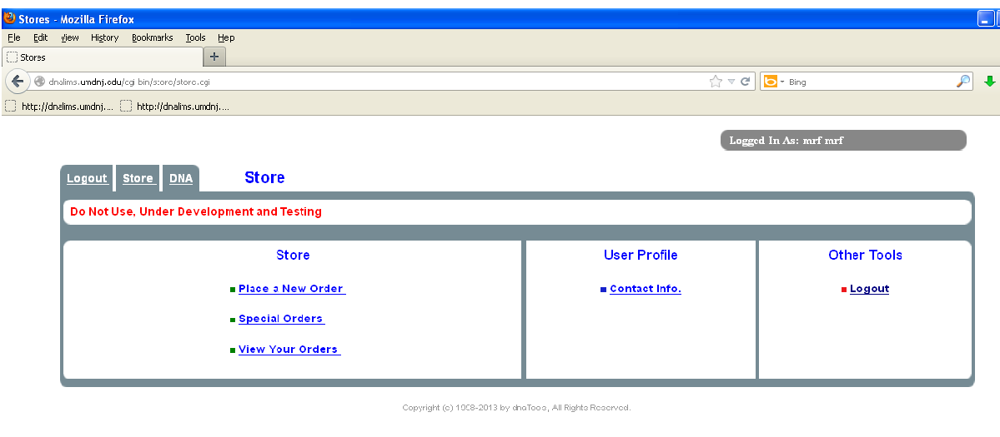 Stores - Mozilla Firefox
File Edit View History Bookmarks Tools Help
Stores
dnalims.umdnj.edu/cgi-bin/store/store.cgi Bing
http://dnalims.umdnj.... http://dnalims.umdnj....
Logged In As: mrf mrf
Logout Store DNA Store
Do Not Use, Under Development and Testing
Store User Profile Other Tools
Place a New Order Contact Info. Logout
Special Orders
View Your Orders
Copyright (c) 1998-2013 by dnaTools, All Rights Reserved.